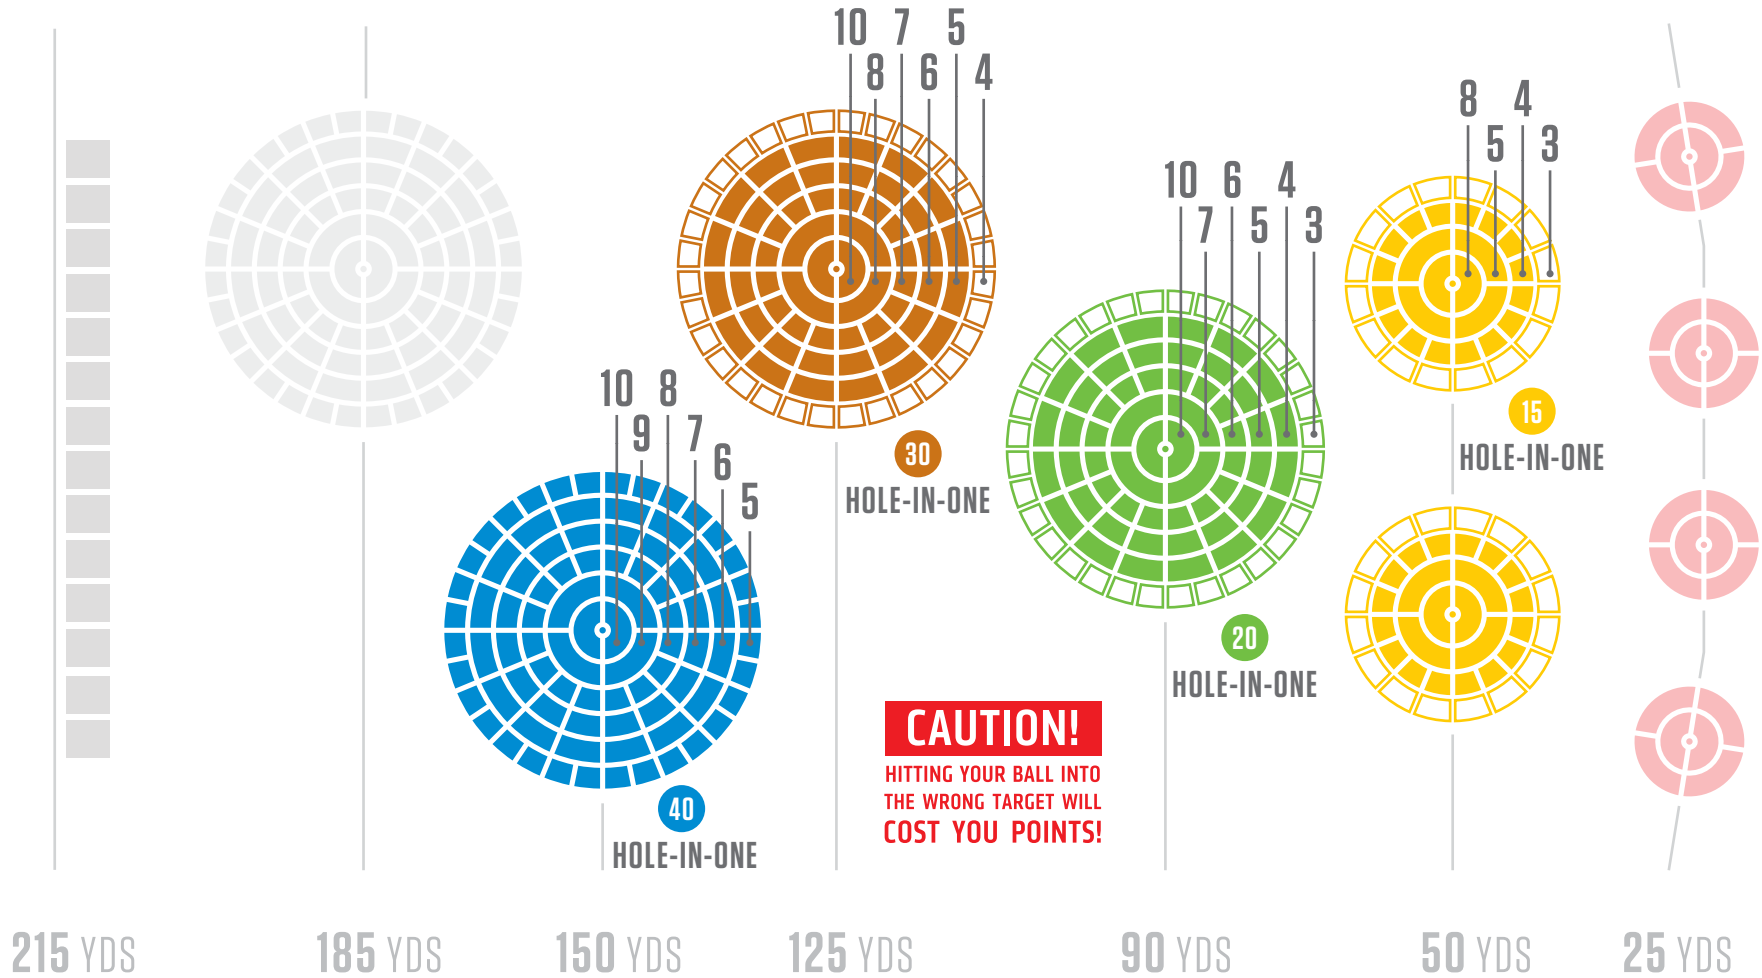 10 7 5
8 6 4
8 4
5 3
10 6 4
7 5 3
15
HOLE-IN-ONE
10 8
9 7
6
5
30
HOLE-IN-ONE
20
HOLE-IN-ONE
CAUTION!
HITTING YOUR BALL INTO
THE WRONG TARGET WILL
COST YOU POINTS!
40
HOLE-IN-ONE
215 YDS
185 YDS
150 YDS
125 YDS
90 YDS
50 YDS
25 YDS